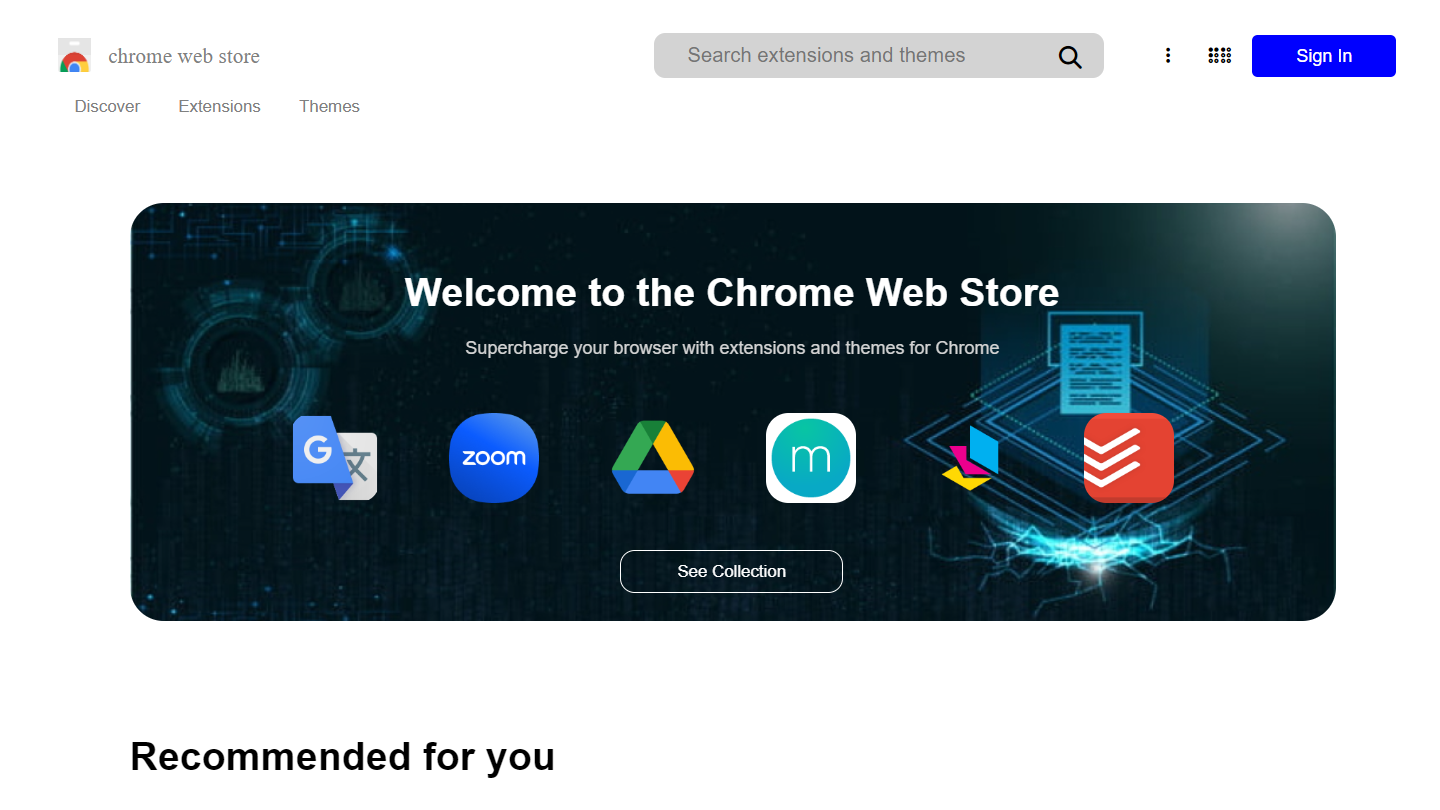 chrome web store
Search extensions and themes
Sign In
Discover
Extensions
Themes
Welcome to the Chrome Web Store
Supercharge your browser with extensions and themes for Chrome
G 文
zoom
m
See Collection
Recommended for you